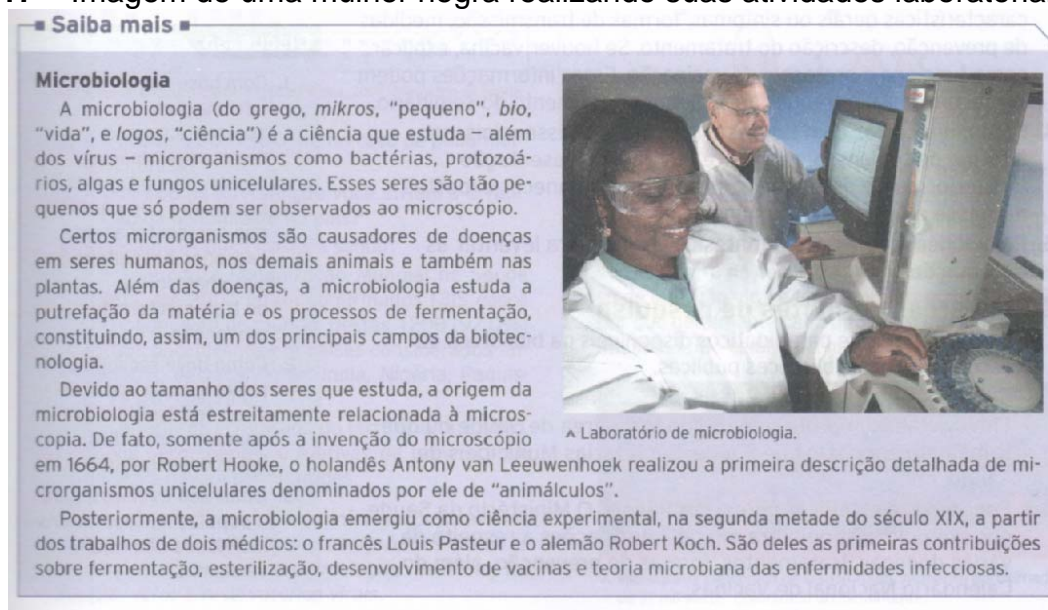 Imagem de uma mulher negra realizando suas atividades
Saiba mais
Microbiologia
A microbiologia (do grego, mikros, "pequeno", bio,
"vida", e logos, "ciência") é a ciência que estuda – além
dos vírus – microrganismos como bactérias, protozoá-
rios, algas e fungos unicelulares. Esses seres são tão pe-
quenos que só podem ser observados ao microscópio.
Certos microrganismos são causadores de doenças
em seres humanos, nos demais animais e também nas
plantas. Além das doenças, a microbiologia estuda a
putrefação da matéria e os processos de fermentação,
constituindo, assim, um dos principais campos da biotec-
nologia.
Devido ao tamanho dos seres que estuda, a origem da
microbiologia está estreitamente relacionada à micros-
copia. De fato, somente após a invenção do microscópio
em 1664, por Robert Hooke, o holandês Antony van Leeuwenhoek realizou a primeira descrição detalhada de mi-
crorganismos unicelulares denominados por ele de "animálculos".
Posteriormente, a microbiologia emergiu como ciência experimental, na segunda metade do século XIX, a partir
dos trabalhos de dois médicos: o francês Louis Pasteur e o alemão Robert Koch. São deles as primeiras contribuições
sobre fermentação, esterilização, desenvolvimento de vacinas e teoria microbiana das enfermidades infecciosas.
Laboratório de microbiologia.